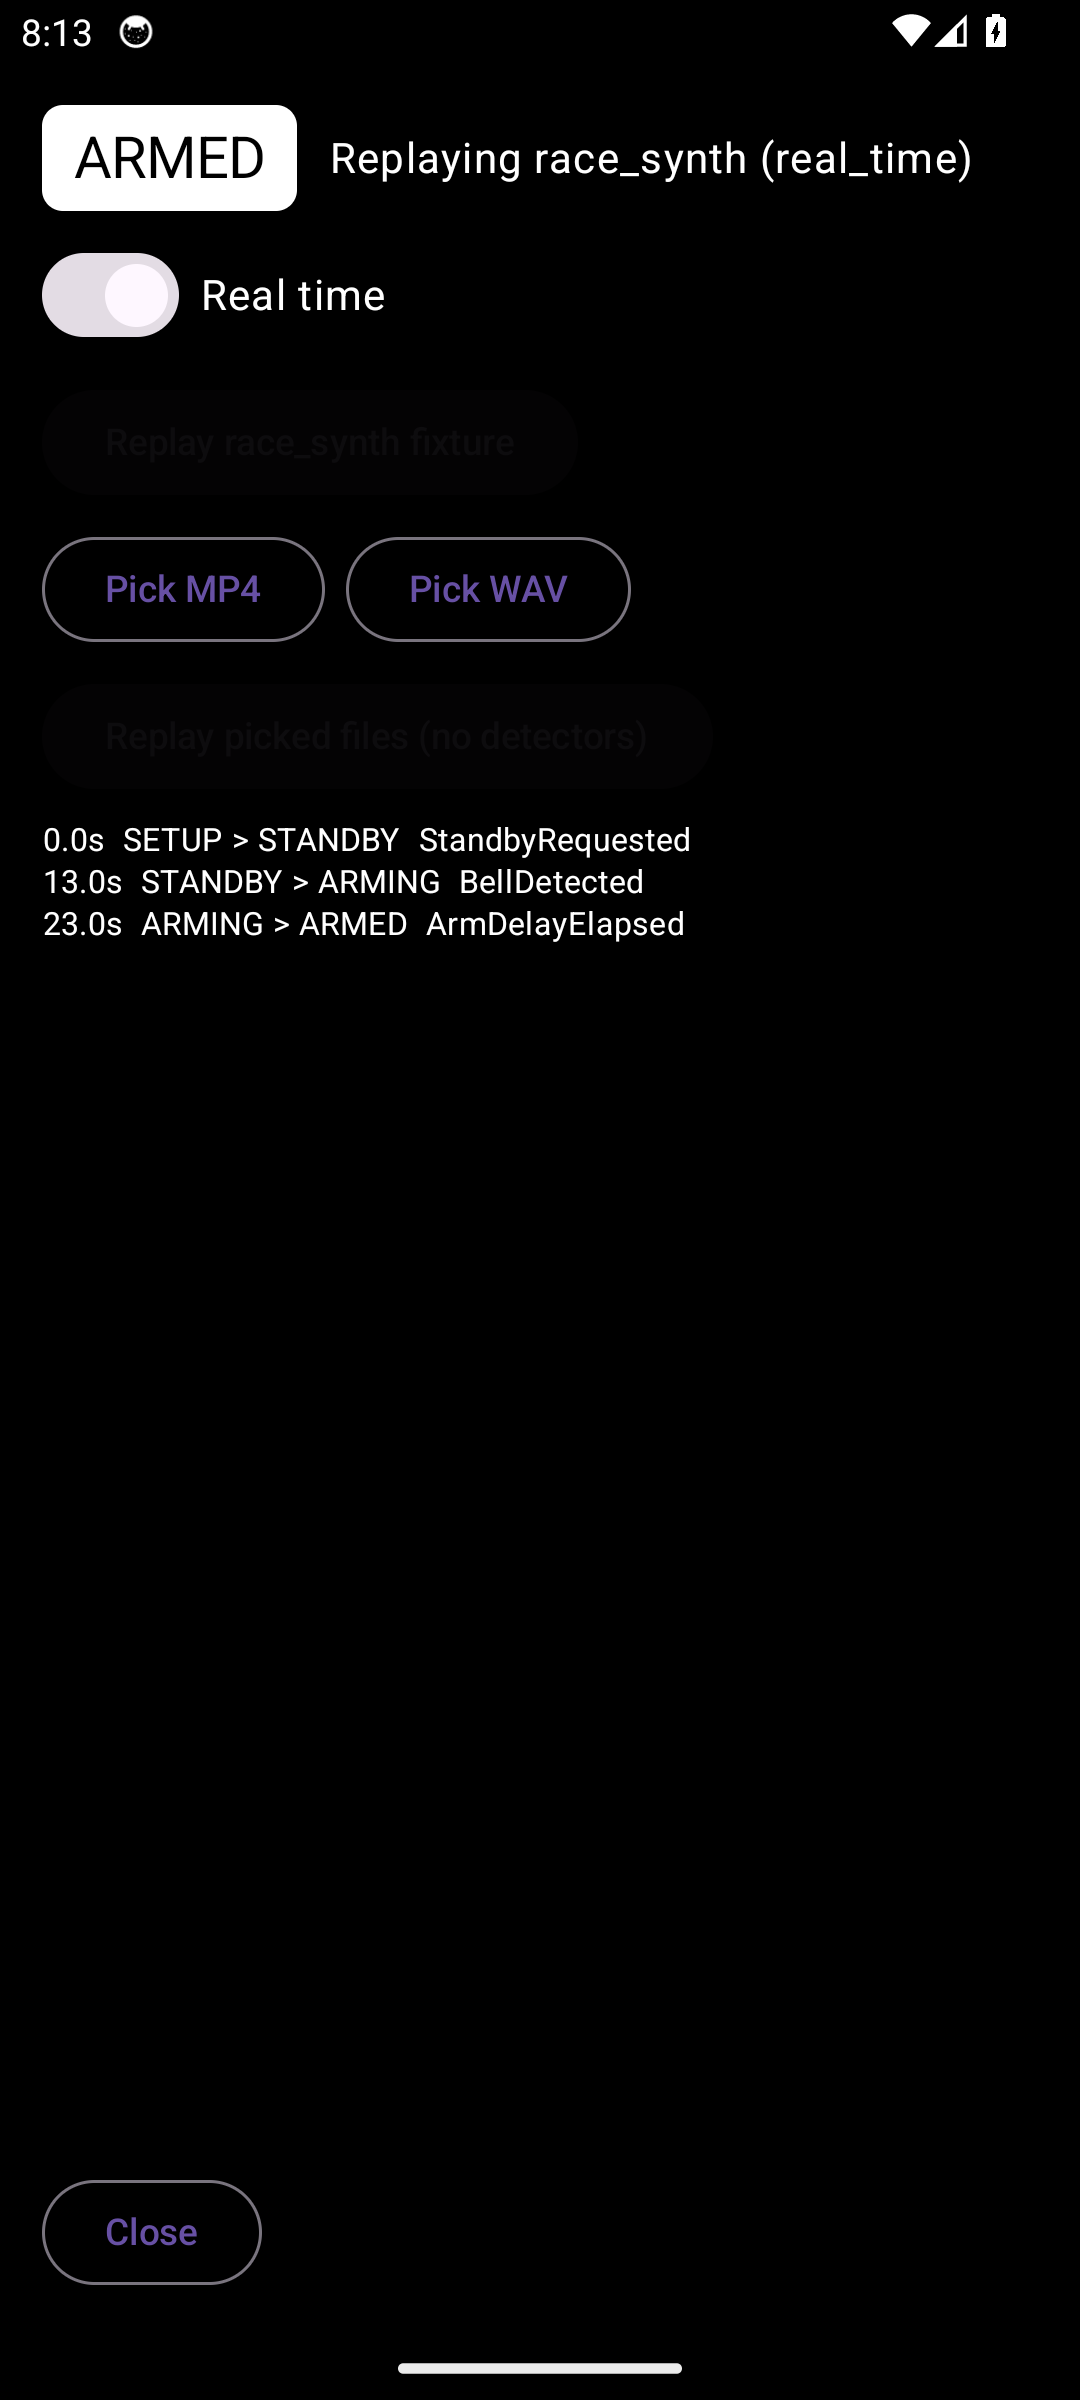 8:13
ARMED Replaying race_synth (real_time)
Real time
Replay race_synth fixture
Pick MP4 Pick WAV
Replay picked files (no detectors)
0.0s SETUP > STANDBY StandbyRequested
13.0s STANDBY > ARMING BellDetected
23.0s ARMING > ARMED ArmDelayElapsed
Close